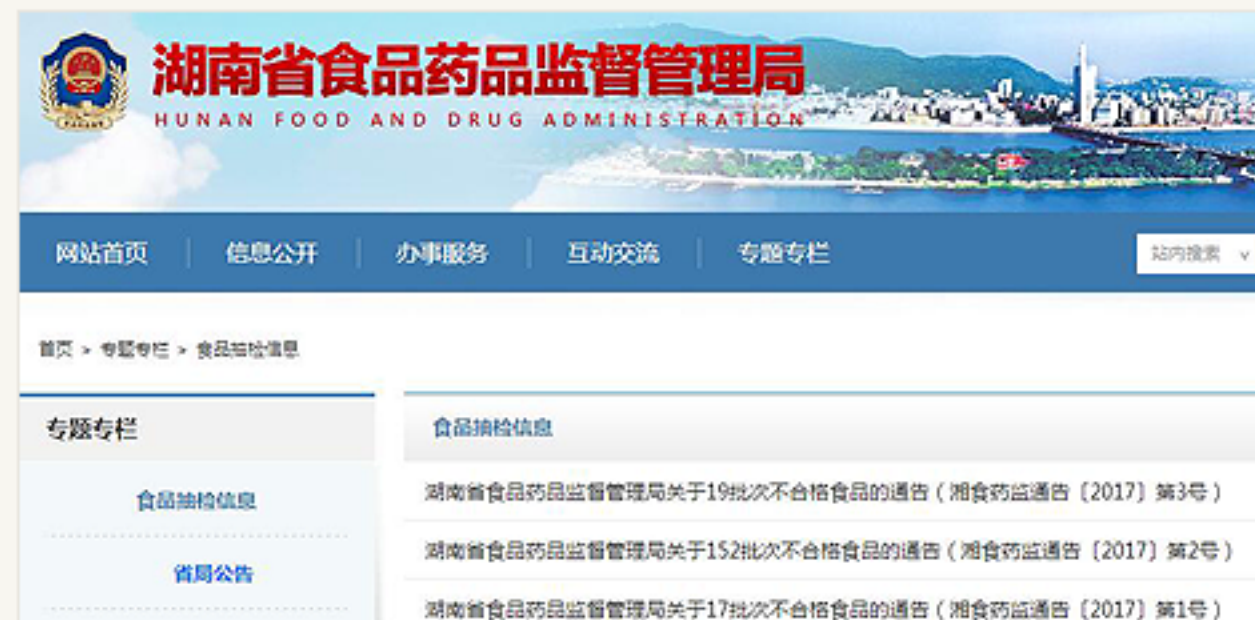 湖南省食品药品监督管理局
HUNAN FOOD AND DRUG ADMINISTRATION
网站首页 信息公开 办事服务 互动交流 专题专栏 站内搜索
首页 > 专题专栏 > 食品抽检信息
专题专栏
食品抽检信息
省局公告
食品抽检信息
湖南省食品药品监督管理局关于19批次不合格食品的通告（湘食药监通告〔2017〕第3号）
湖南省食品药品监督管理局关于152批次不合格食品的通告（湘食药监通告〔2017〕第2号）
湖南省食品药品监督管理局关于17批次不合格食品的通告（湘食药监通告〔2017〕第1号）